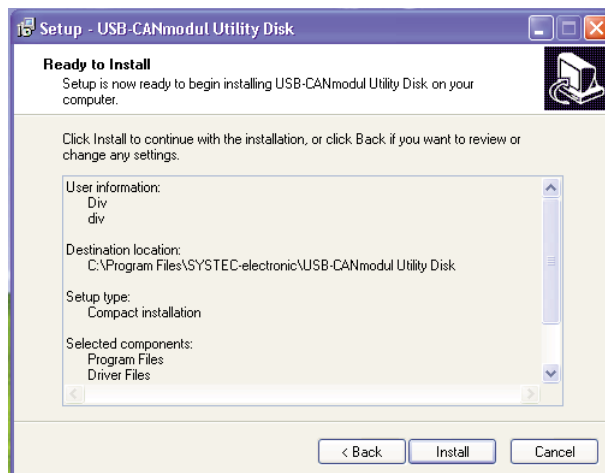 Setup - USB-CANmodul Utility Disk
Ready to Install
Setup is now ready to begin installing USB-CANmodul Utility Disk on your
computer.
Click Install to continue with the installation, or click Back if you want to review or
change any settings.
User information:
Div
div
Destination location:
C:\Program Files\SYSTEC-electronic\USB-CANmodul Utility Disk
Setup type:
Compact installation
Selected components:
Program Files
Driver Files
< Back
Install
Cancel